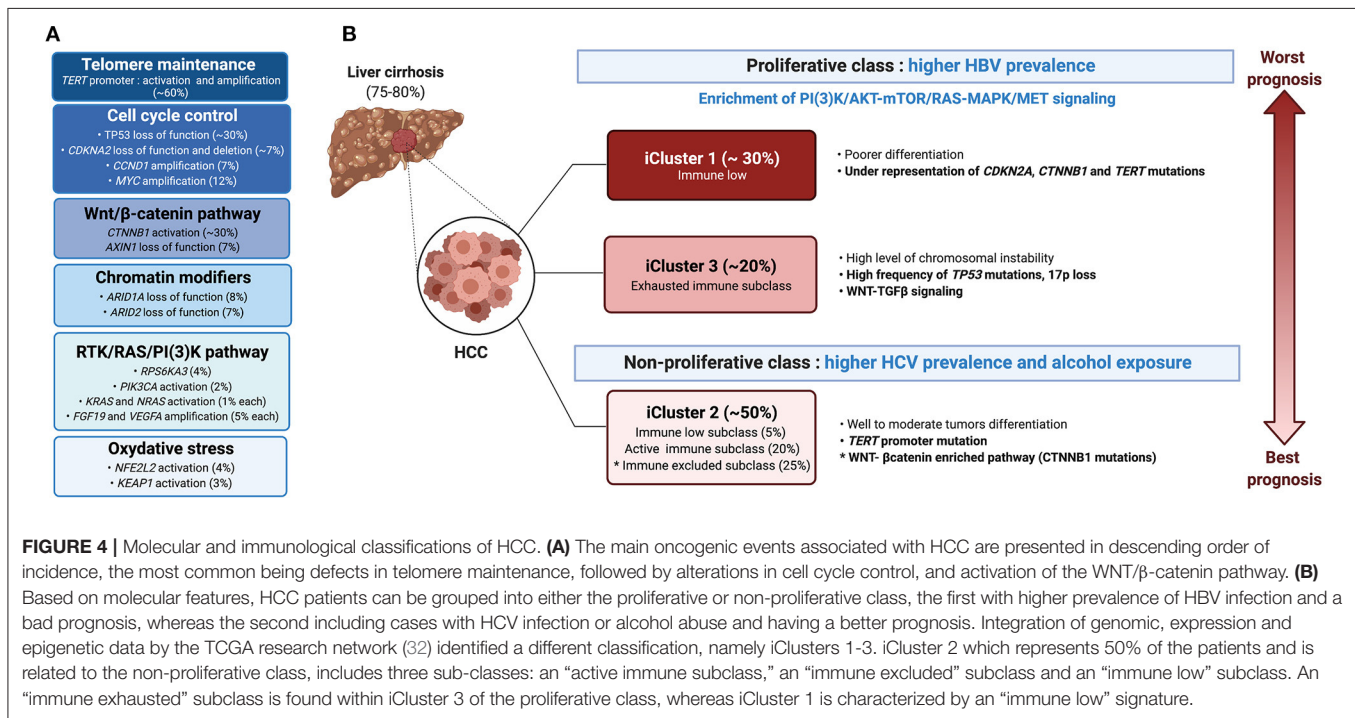 A
Telomere maintenance
TERT promoter : activation and amplification
(~60%)
Cell cycle control
• TP53 loss of function (~30%)
• CDKNA2 loss of function and deletion (~7%)
• CCND1 amplification (7%)
• MYC amplification (12%)
Wnt/β-catenin pathway
CTNNB1 activation (~30%)
AXIN1 loss of function (7%)
Chromatin modifiers
• ARID1A loss of function (8%)
• ARID2 loss of function (7%)
RTK/RAS/PI(3)K pathway
• RPS6KA3 (4%)
• PIK3CA activation (2%)
• KRAS and NRAS activation (1% each)
• FGF19 and VEGFA amplification (5% each)
Oxydative stress
• NFE2L2 activation (4%)
• KEAP1 activation (3%)
B
Liver cirrhosis
(75-80%)
HCC
Proliferative class : higher HBV prevalence
Enrichment of PI(3)K/AKT-mTOR/RAS-MAPK/MET signaling
iCluster 1 (~ 30%)
Immune low
• Poorer differentiation
• Under representation of CDKN2A, CTNNB1 and TERT mutations
iCluster 3 (~20%)
Exhausted immune subclass
• High level of chromosomal instability
• High frequency of TP53 mutations, 17p loss
• WNT-TGFβ signaling
Non-proliferative class : higher HCV prevalence and alcohol exposure
iCluster 2 (~50%)
Immune low subclass (5%)
Active immune subclass (20%)
* Immune excluded subclass (25%)
• Well to moderate tumors differentiation
• TERT promoter mutation
* WNT- βcatenin enriched pathway (CTNNB1 mutations)
Worst
prognosis
Best
prognosis
FIGURE 4 | Molecular and immunological classifications of HCC. (A) The main oncogenic events associated with HCC are presented in descending order of
incidence, the most common being defects in telomere maintenance, followed by alterations in cell cycle control, and activation of the WNT/β-catenin pathway. (B)
Based on molecular features, HCC patients can be grouped into either the proliferative or non-proliferative class, the first with higher prevalence of HBV infection and a
bad prognosis, whereas the second including cases with HCV infection or alcohol abuse and having a better prognosis. Integration of genomic, expression and
epigenetic data by the TCGA research network (32) identified a different classification, namely iClusters 1-3. iCluster 2 which represents 50% of the patients and is
related to the non-proliferative class, includes three sub-classes: an “active immune subclass,” an “immune excluded” subclass and an “immune low” subclass. An
“immune exhausted” subclass is found within iCluster 3 of the proliferative class, whereas iCluster 1 is characterized by an “immune low” signature.